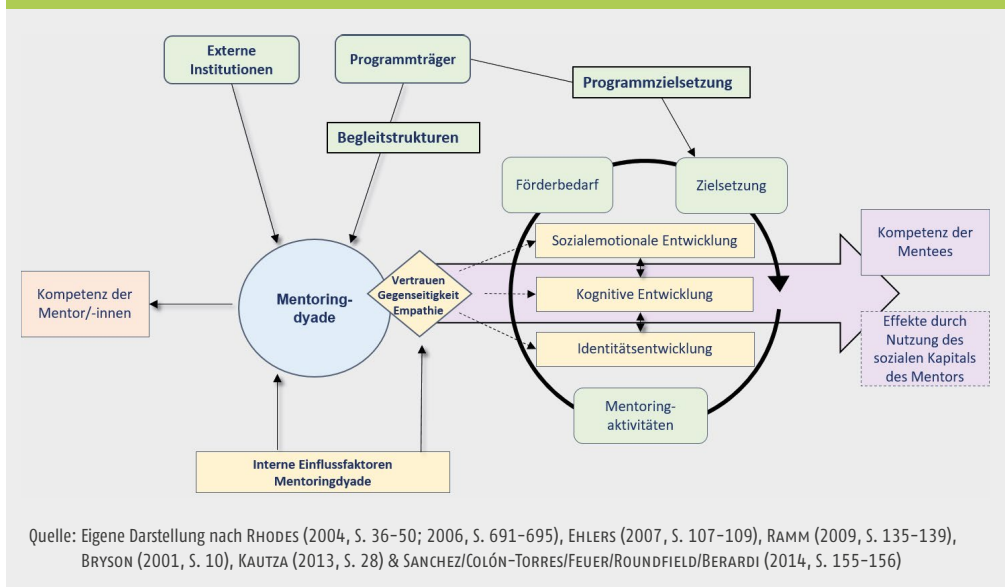 Externe
Institutionen
Programmträger
Programmzielsetzung
Begleitstrukturen
Förderbedarf
Zielsetzung
Sozialemotionale Entwicklung
Kompetenz der
Mentees
Kompetenz der
Mentor/-innen
Mentoring-
dyade
Vertrauen
Gegenseitigkeit
Empathie
Kognitive Entwicklung
Identitätsentwicklung
Effekte durch
Nutzung des
sozialen Kapitals
des Mentors
Mentoring-
aktivitäten
Interne Einflussfaktoren
Mentoringdyade
Quelle: Eigene Darstellung nach RHODES (2004, S. 36-50; 2006, S. 691-695), EHLERS (2007, S. 107-109), RAMM (2009, S. 135-139),
BRYSON (2001, S. 10), KAUTZA (2013, S. 28) & SANCHEZ/COLÓN-TORRES/FEUER/ROUNDFIELD/BERARDI (2014, S. 155-156)